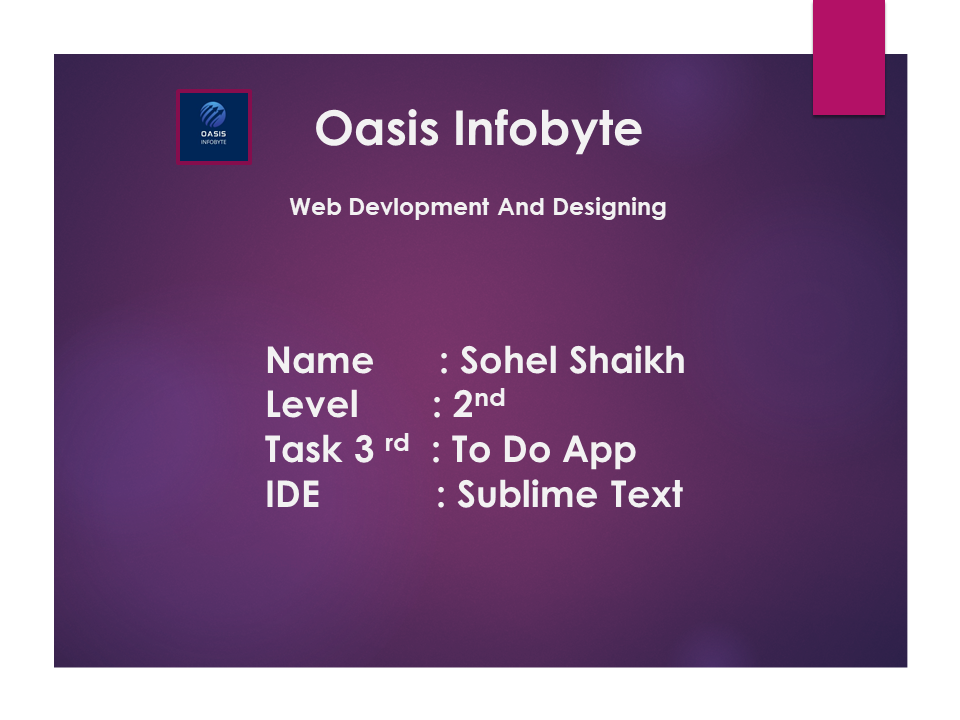 OASIS
INFOBYTE
Oasis Infobyte
Web Devlopment And Designing
Name : Sohel Shaikh
Level : 2nd
Task 3 rd : To Do App
IDE : Sublime Text